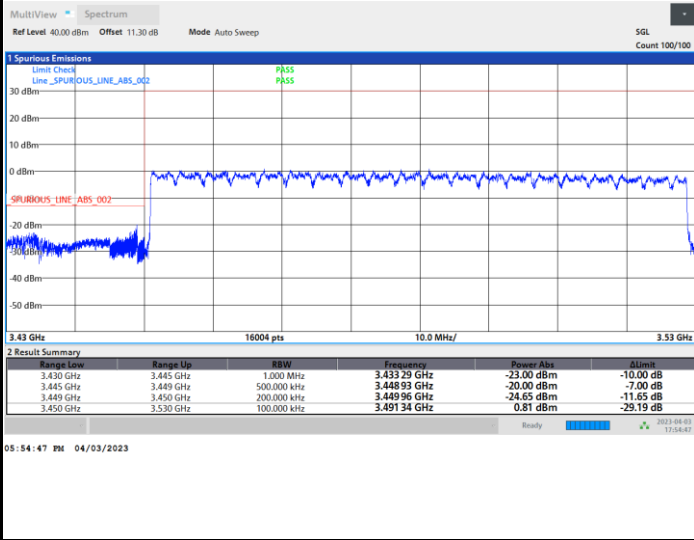 MultiView Spectrum
Ref Level 40.00 dBm Offset 11.30 dB Mode Auto Sweep SGL
Count 100/100
1 Spurious Emissions
Limit Check PASS
Line _SPURIOUS_LINE_ABS_002 PASS
30 dBm
20 dBm
10 dBm
0 dBm
_SPURIOUS_LINE_ABS_002
-20 dBm
-30 dBm
-40 dBm
-50 dBm
3.43 GHz 16004 pts 10.0 MHz/ 3.53 GHz
2 Result Summary
Range Low Range Up RBW Frequency Power Abs ΔLimit
3.430 GHz 3.445 GHz 1.000 MHz 3.433 29 GHz -23.00 dBm -10.00 dB
3.445 GHz 3.449 GHz 500.000 kHz 3.448 93 GHz -20.00 dBm -7.00 dB
3.449 GHz 3.450 GHz 200.000 kHz 3.449 96 GHz -24.65 dBm -11.65 dB
3.450 GHz 3.530 GHz 100.000 kHz 3.491 34 GHz 0.81 dBm -29.19 dB
Ready 2023-04-03
17:54:47
05:54:47 PM 04/03/2023